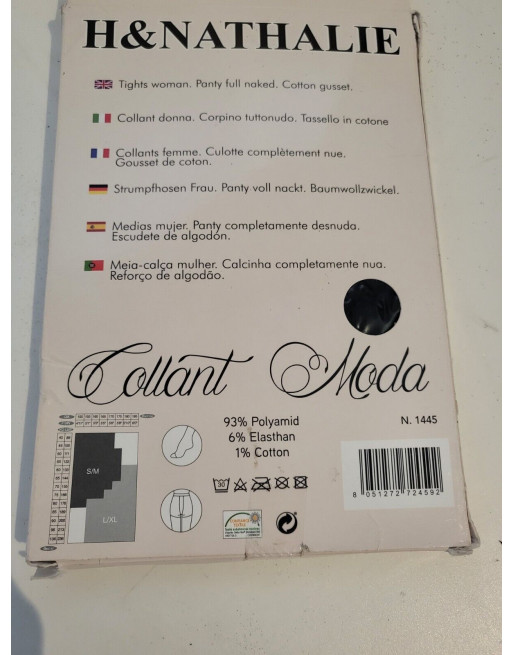 H&NATHALIE
Tights woman. Panty full naked. Cotton gusset.
Collant donna. Corpino tuttonudo. Tassello in cotone
Collants femme. Culotte complètement nue.
Gousset de coton.
Strumpfhosen Frau. Panty voll nackt. Baumwollzwickel.
Medias mujer. Panty completamente desnuda.
Escudete de algodón.
Meia-calça mulher. Calcinha completamente nua.
Reforço de algodão.
Collant Moda
93% Polyamid
6% Elasthan
1% Cotton
N. 1445
S/M
L/XL
30
8 051272 724592